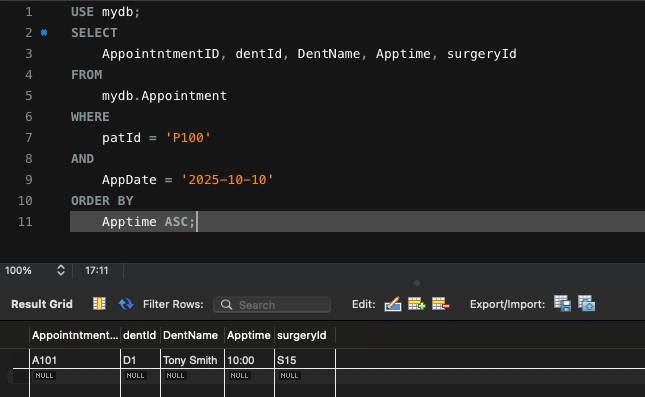 1 USE mydb;
2 SELECT
3 AppointntmentID, dentId, DentName, Apptime, surgeryId
4 FROM
5 mydb.Appointment
6 WHERE
7 patId = 'P100'
8 AND
9 AppDate = '2025-10-10'
10 ORDER BY
11 Apptime ASC;
100% 17:11
Result Grid Filter Rows: Search Edit: Export/Import:
Appointntment... dentId DentName Apptime surgeryId
A101 D1 Tony Smith 10:00 S15
NULL NULL NULL NULL NULL